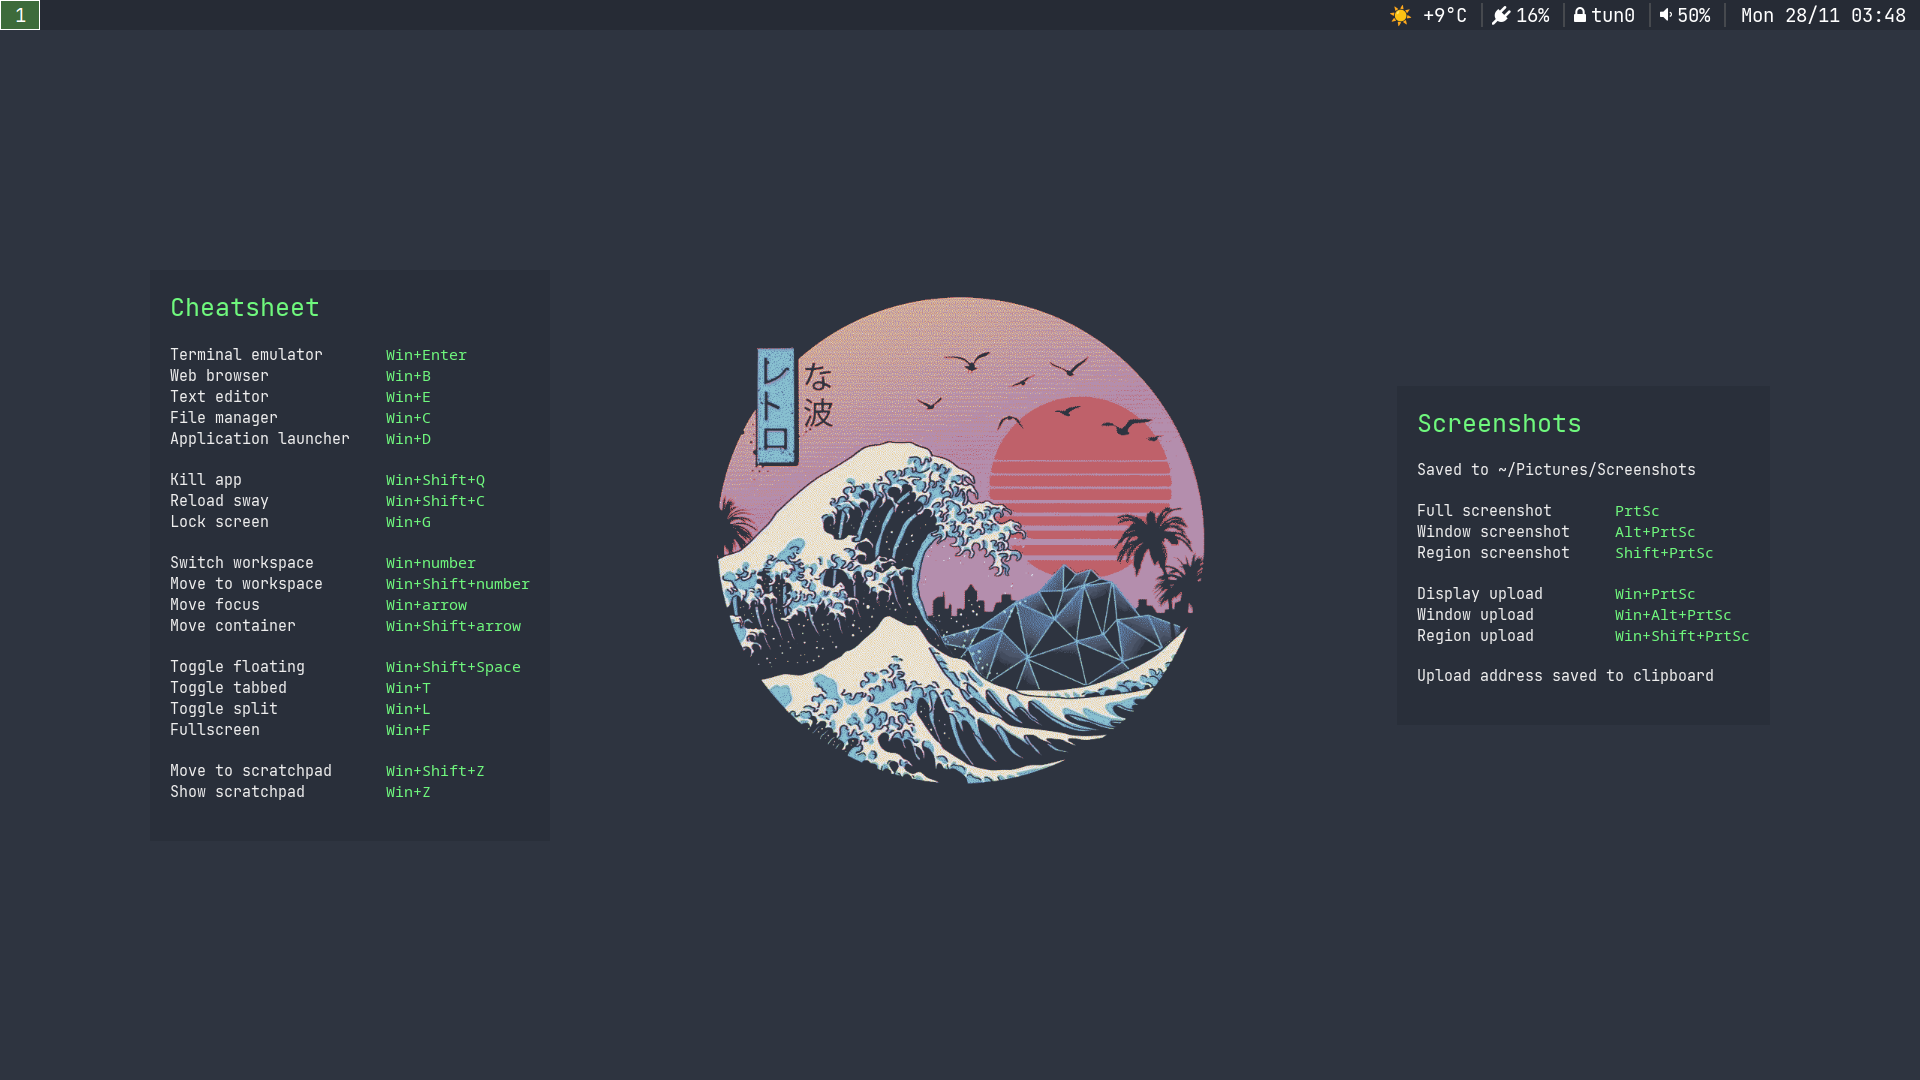 1
+9°C
16%
tun0
50%
Mon 28/11 03:48
Cheatsheet
Terminal emulator Win+Enter
Web browser Win+B
Text editor Win+E
File manager Win+C
Application launcher Win+D
Kill app Win+Shift+Q
Reload sway Win+Shift+C
Lock screen Win+G
Switch workspace Win+number
Move to workspace Win+Shift+number
Move focus Win+arrow
Move container Win+Shift+arrow
Toggle floating Win+Shift+Space
Toggle tabbed Win+T
Toggle split Win+L
Fullscreen Win+F
Move to scratchpad Win+Shift+Z
Show scratchpad Win+Z
レトロ
な波
Screenshots
Saved to ~/Pictures/Screenshots
Full screenshot PrtSc
Window screenshot Alt+PrtSc
Region screenshot Shift+PrtSc
Display upload Win+PrtSc
Window upload Win+Alt+PrtSc
Region upload Win+Shift+PrtSc
Upload address saved to clipboard